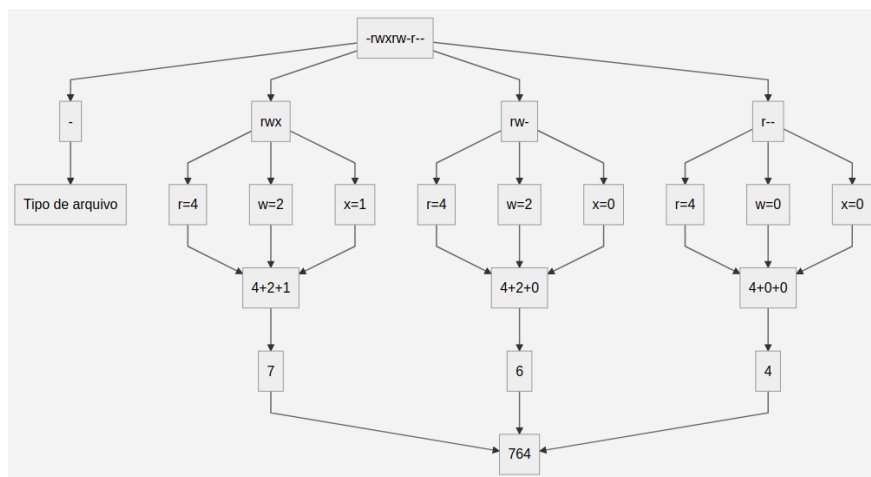 -rwxrw-r--
-
rwx
rw-
r--
Tipo de arquivo
r=4
w=2
x=1
r=4
w=2
x=0
r=4
w=0
x=0
4+2+1
4+2+0
4+0+0
7
6
4
764